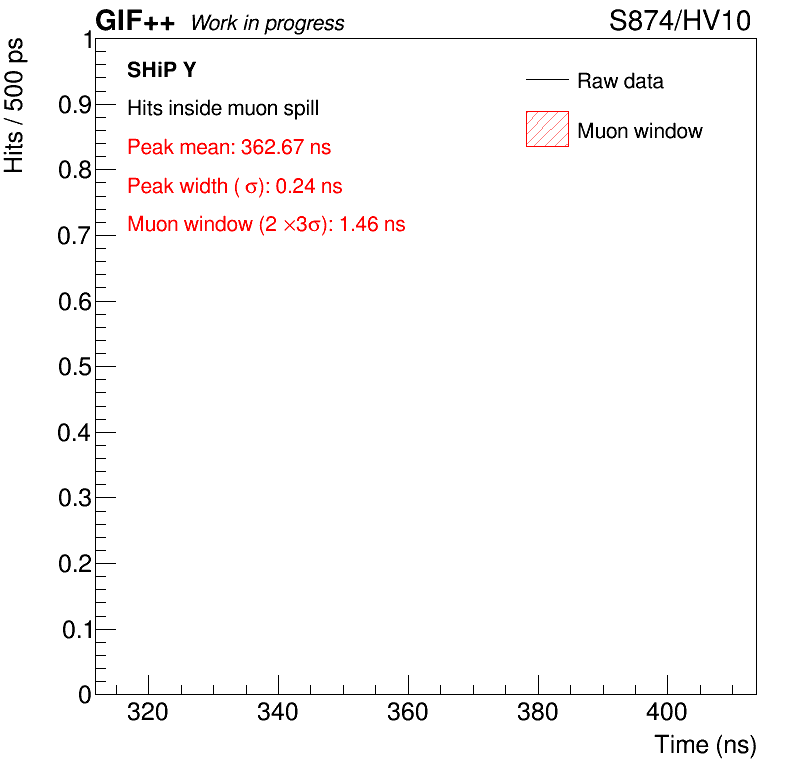 GIF++ Work in progress S874/HV10
Hits / 500 ps
SHiP Y
Hits inside muon spill
Peak mean: 362.67 ns
Peak width ( σ): 0.24 ns
Muon window (2 ×3σ): 1.46 ns
Raw data
Muon window
1
0.9
0.8
0.7
0.6
0.5
0.4
0.3
0.2
0.1
0
320 340 360 380 400
Time (ns)